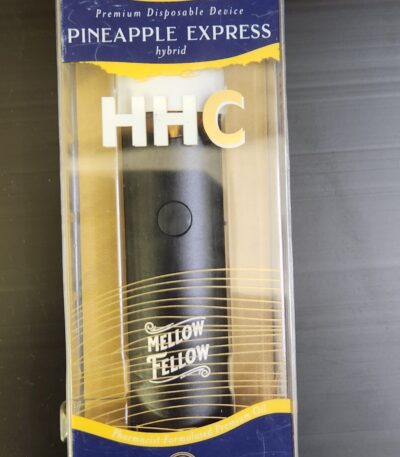 Premium Disposable Device
PINEAPPLE EXPRESS
hybrid
HHC
MELLOW
FELLOW
Pharmacist-Formulated Premium Oil